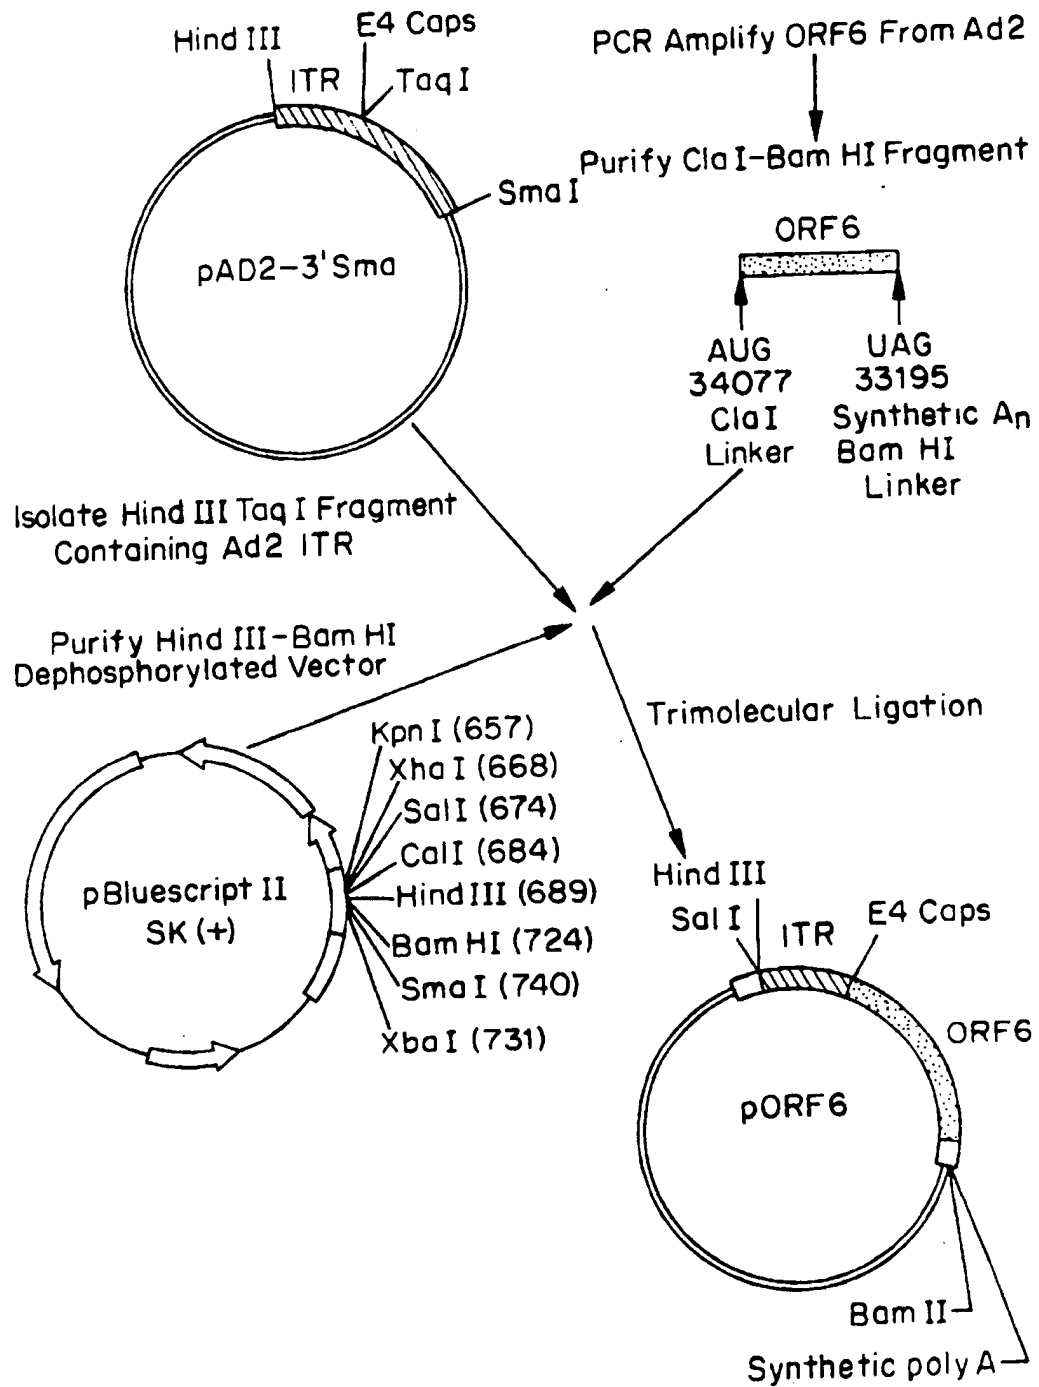 Hind III
E4 Caps
ITR
Taq I
Sma I
pAD2-3'Sma
PCR Amplify ORF6 From Ad2
Purify Cla I-Bam HI Fragment
ORF6
AUG
34077
Cla I
Linker
UAG
33195
Synthetic An
Bam HI
Linker
Isolate Hind III Taq I Fragment
Containing Ad2 ITR
Purify Hind III-Bam HI
Dephosphorylated Vector
Trimolecular Ligation
Kpn I (657)
Xha I (668)
Sal I (674)
Cal I (684)
Hind III (689)
Bam HI (724)
Sma I (740)
Xba I (731)
pBluescript II
SK (+)
Hind III
Sal I
ITR
E4 Caps
ORF6
pORF6
Bam II
Synthetic poly A